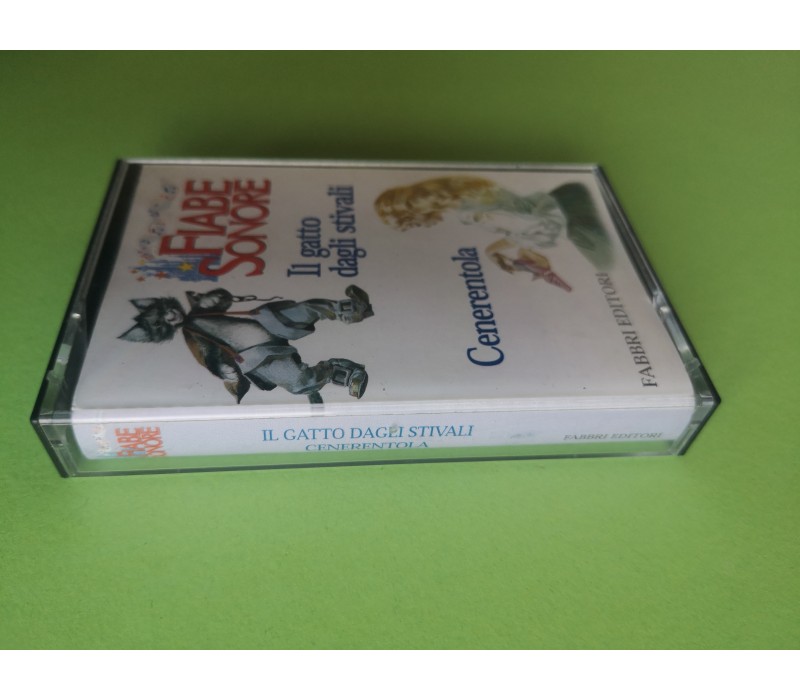 FIABE
SONORE
Il gatto
dagli stivali
Cenerentola
FABBRI EDITORI
FIABE
SONORE
IL GATTO DAGLI STIVALI
CENERENTOLA
FABBRI EDITORI